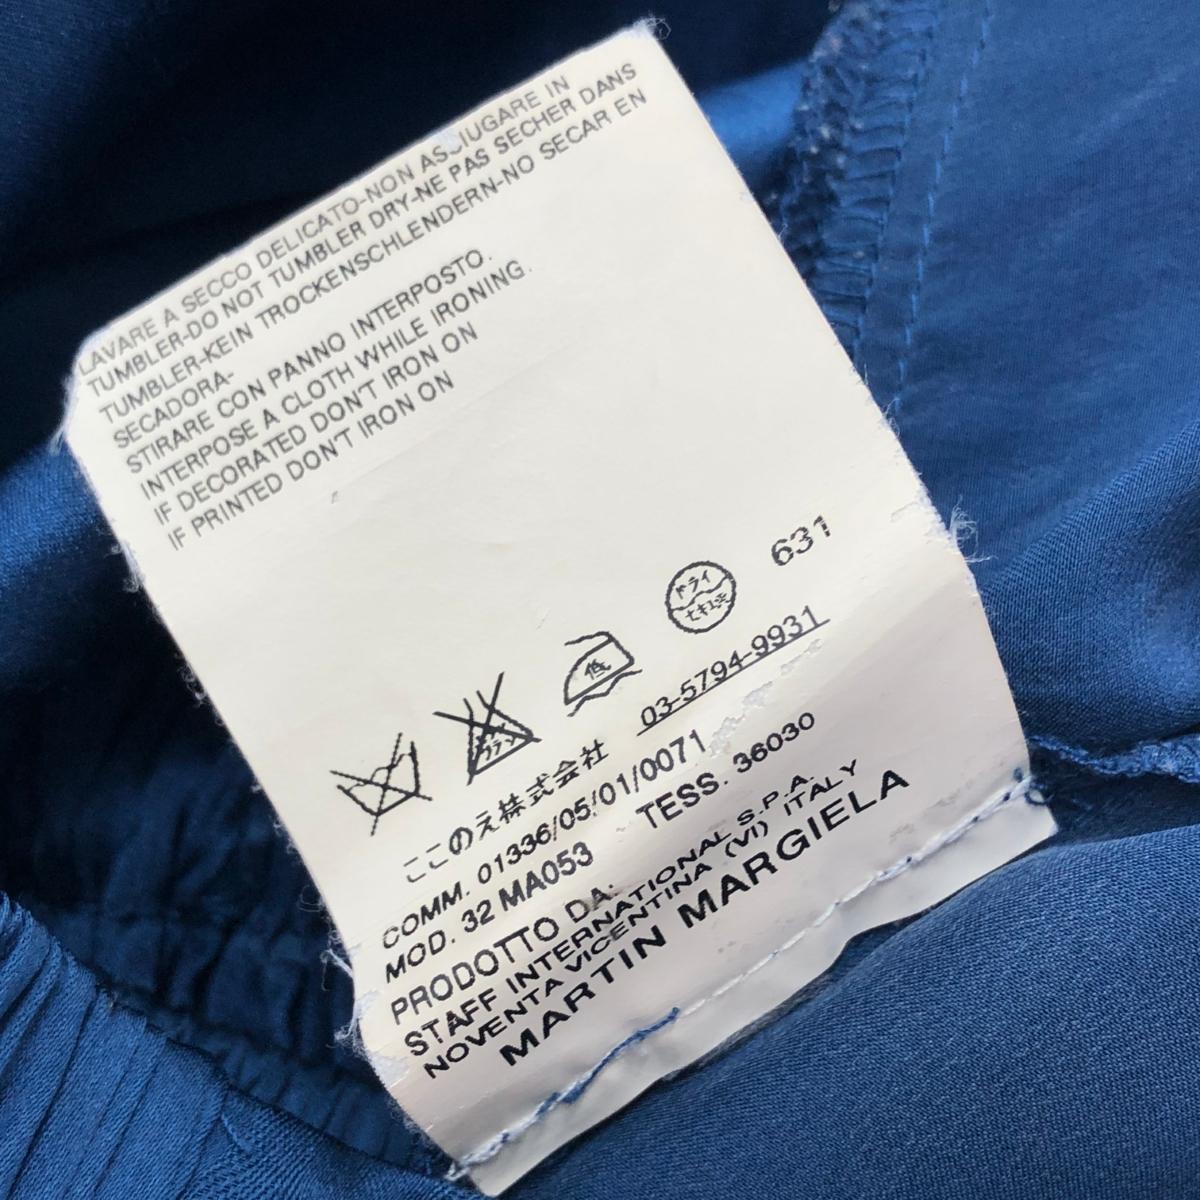 LAVARE A SECCO DELICATO-NON ASCIUGARE IN
TUMBLER-DO NOT TUMBLER DRY-NE PAS SECHER DANS
TUMBLER-KEIN TROCKENSCHLENDERN-NO SECAR EN
SECADORA-
STIRARE CON PANNO INTERPOSTO.
INTERPOSE A CLOTH WHILE IRONING.
IF DECORATED DON'T IRON ON
IF PRINTED DON'T IRON ON
低
ドライ
セキユ系
631
ここのえ株式会社 03-5794-9931
COMM. 01336/05/01/0071
MOD. 32 MA053 TESS. 36030
PRODOTTO DA:
STAFF INTERNATIONAL S.P.A.
NOVENTA VICENTINA (VI) ITALY
MARTIN MARGIELA